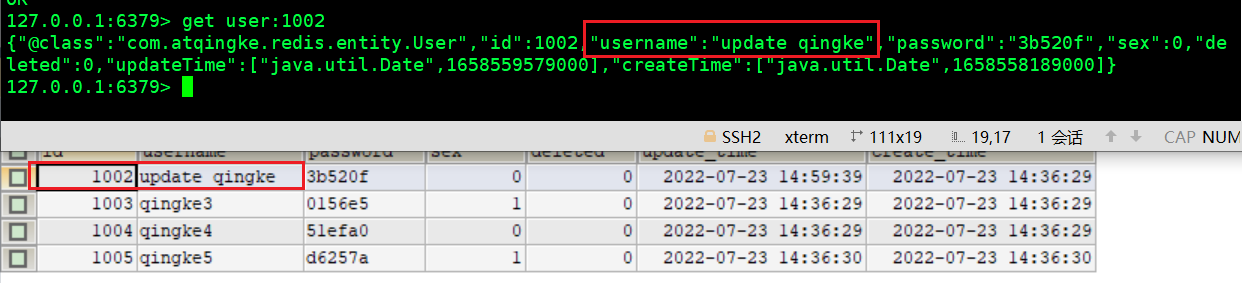 OK
127.0.0.1:6379> get user:1002
{"@class":"com.atqingke.redis.entity.User","id":1002,"username":"update qingke","password":"3b520f","sex":0,"de
leted":0,"updateTime":["java.util.Date",1658559579000],"createTime":["java.util.Date",1658558189000]}
127.0.0.1:6379>
SSH2 xterm 111x19 19,17 1 会话 CAP NUM
id username password sex deleted update_time create_time
1002 update qingke 3b520f 0 0 2022-07-23 14:59:39 2022-07-23 14:36:29
1003 qingke3 0156e5 1 0 2022-07-23 14:36:29 2022-07-23 14:36:29
1004 qingke4 51efa0 0 0 2022-07-23 14:36:29 2022-07-23 14:36:29
1005 qingke5 d6257a 1 0 2022-07-23 14:36:30 2022-07-23 14:36:30